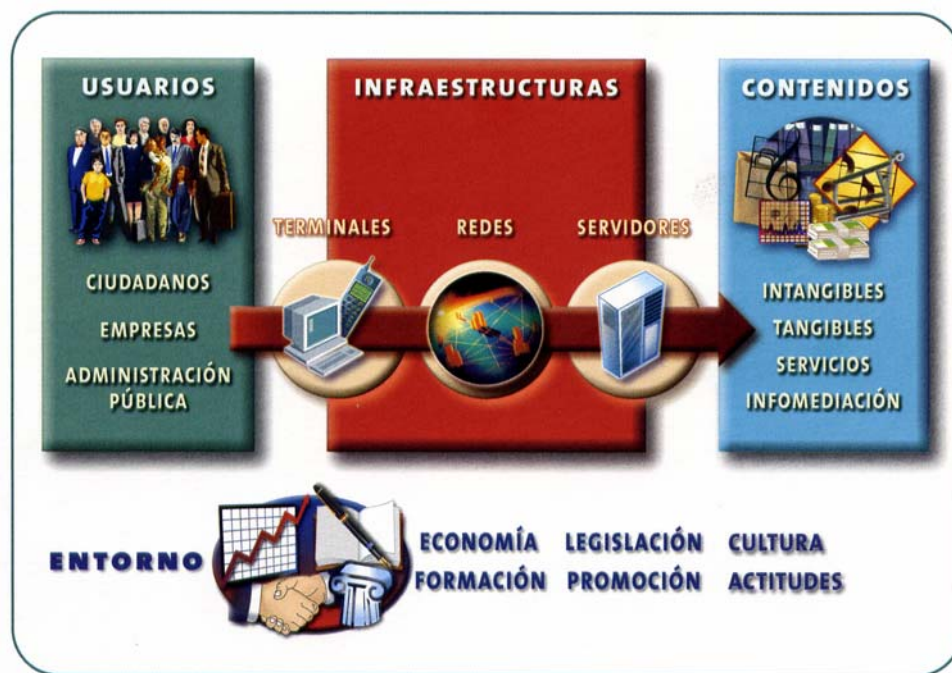 USUARIOS
CIUDADANOS
EMPRESAS
ADMINISTRACIÓN
PÚBLICA
INFRAESTRUCTURAS
TERMINALES
REDES
SERVIDORES
CONTENIDOS
INTANGIBLES
TANGIBLES
SERVICIOS
INFOMEDIACIÓN
ENTORNO
ECONOMÍA LEGISLACIÓN CULTURA
FORMACIÓN PROMOCIÓN ACTITUDES